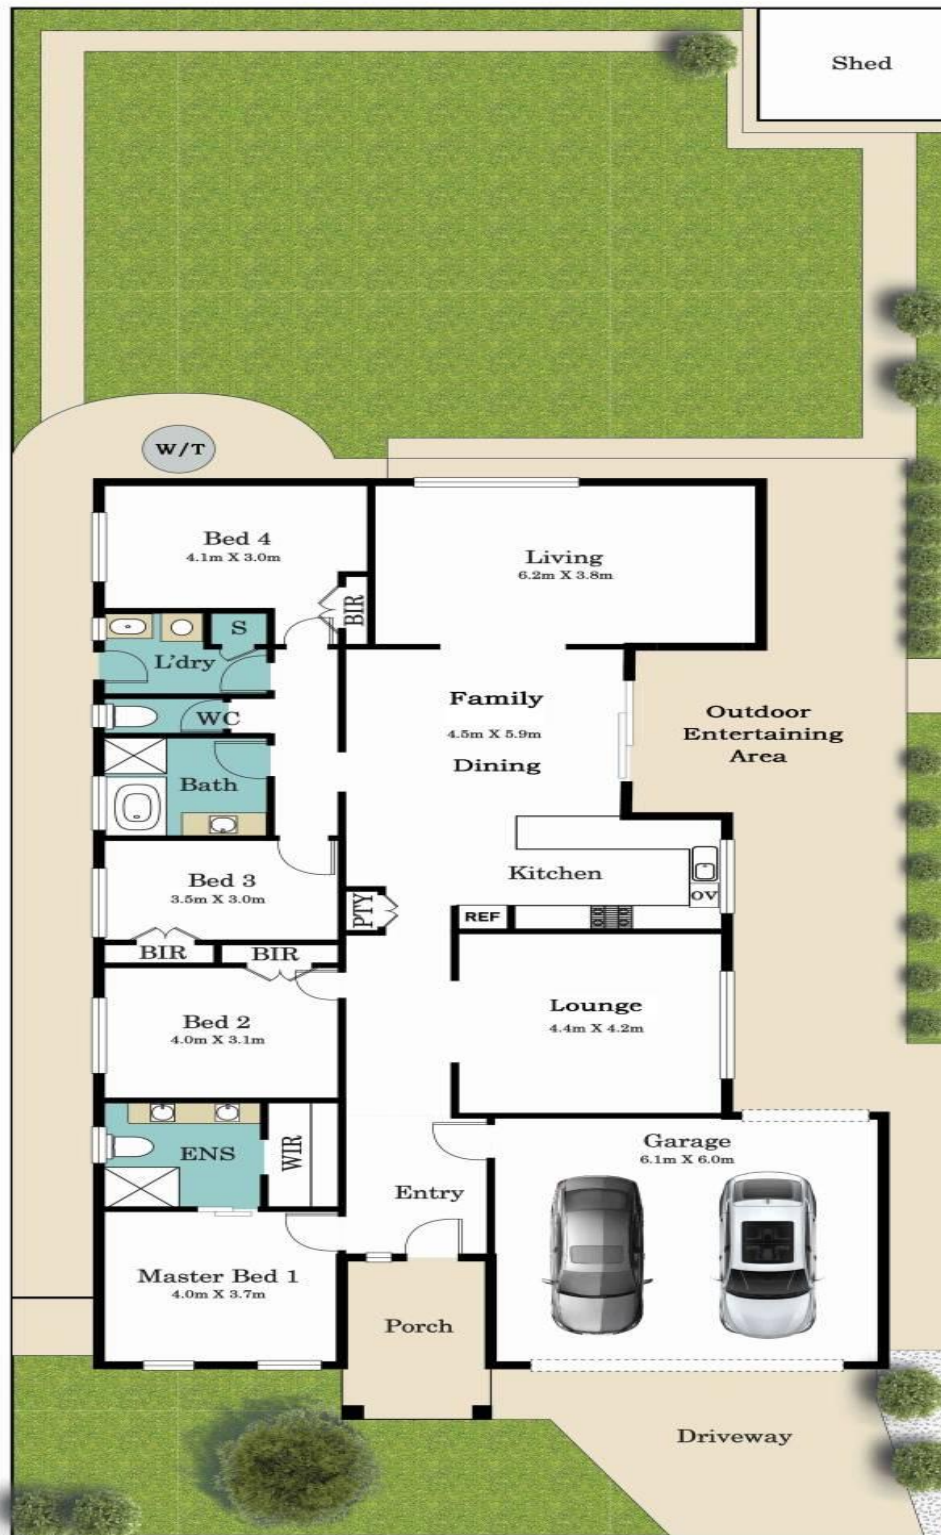 Shed
W/T
Bed 4
4.1m X 3.0m
Living
6.2m X 3.8m
BIR
S
L'dry
WC
Family
4.5m X 5.9m
Dining
Outdoor
Entertaining
Area
Bath
Kitchen
OV
Bed 3
3.5m X 3.0m
PTY
REF
BIR
BIR
Bed 2
4.0m X 3.1m
Lounge
4.4m X 4.2m
ENS
WIR
Garage
6.1m X 6.0m
Entry
Master Bed 1
4.0m X 3.7m
Porch
Driveway